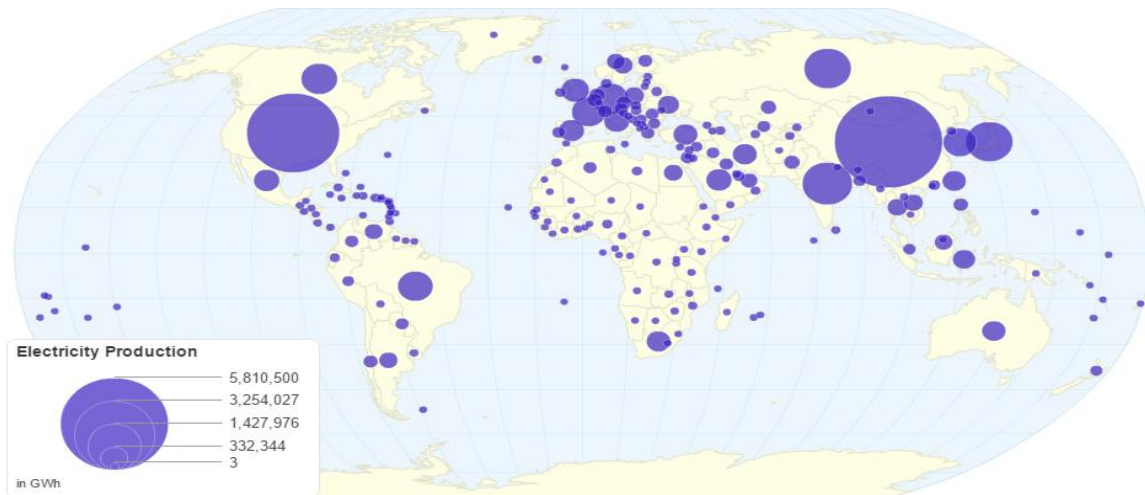 Electricity Production
5,810,500
3,254,027
1,427,976
332,344
3
in GWh